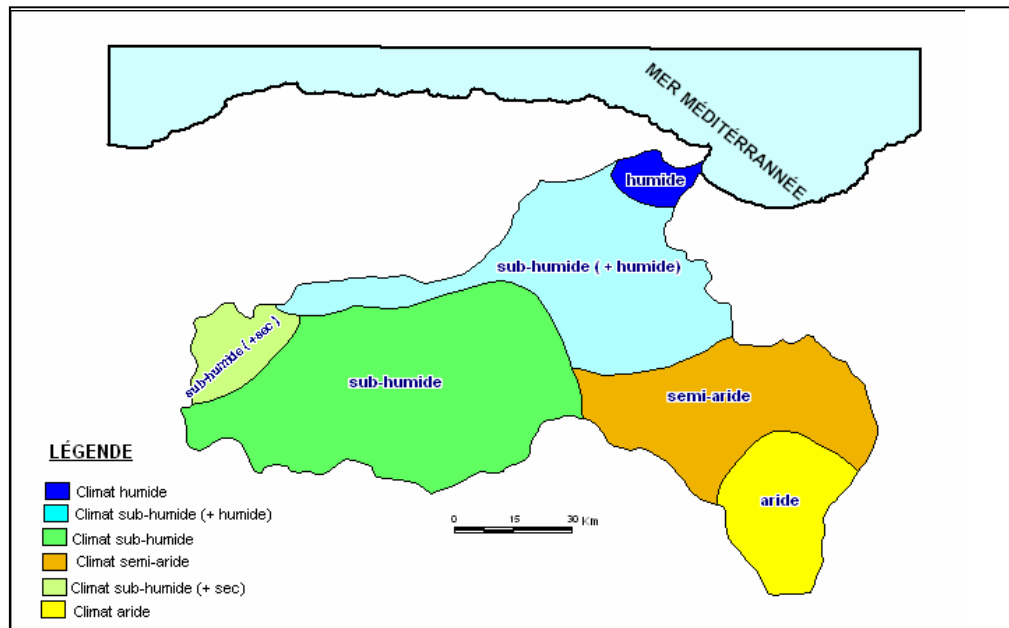 MER MÉDITÉRRANNÉE
humide
sub-humide ( + humide)
sub-humide ( +sec)
sub-humide
semi-aride
aride
LÉGENDE
Climat humide
Climat sub-humide (+ humide)
Climat sub-humide
Climat semi-aride
Climat sub-humide (+ sec)
Climat aride
0 15 30 Km